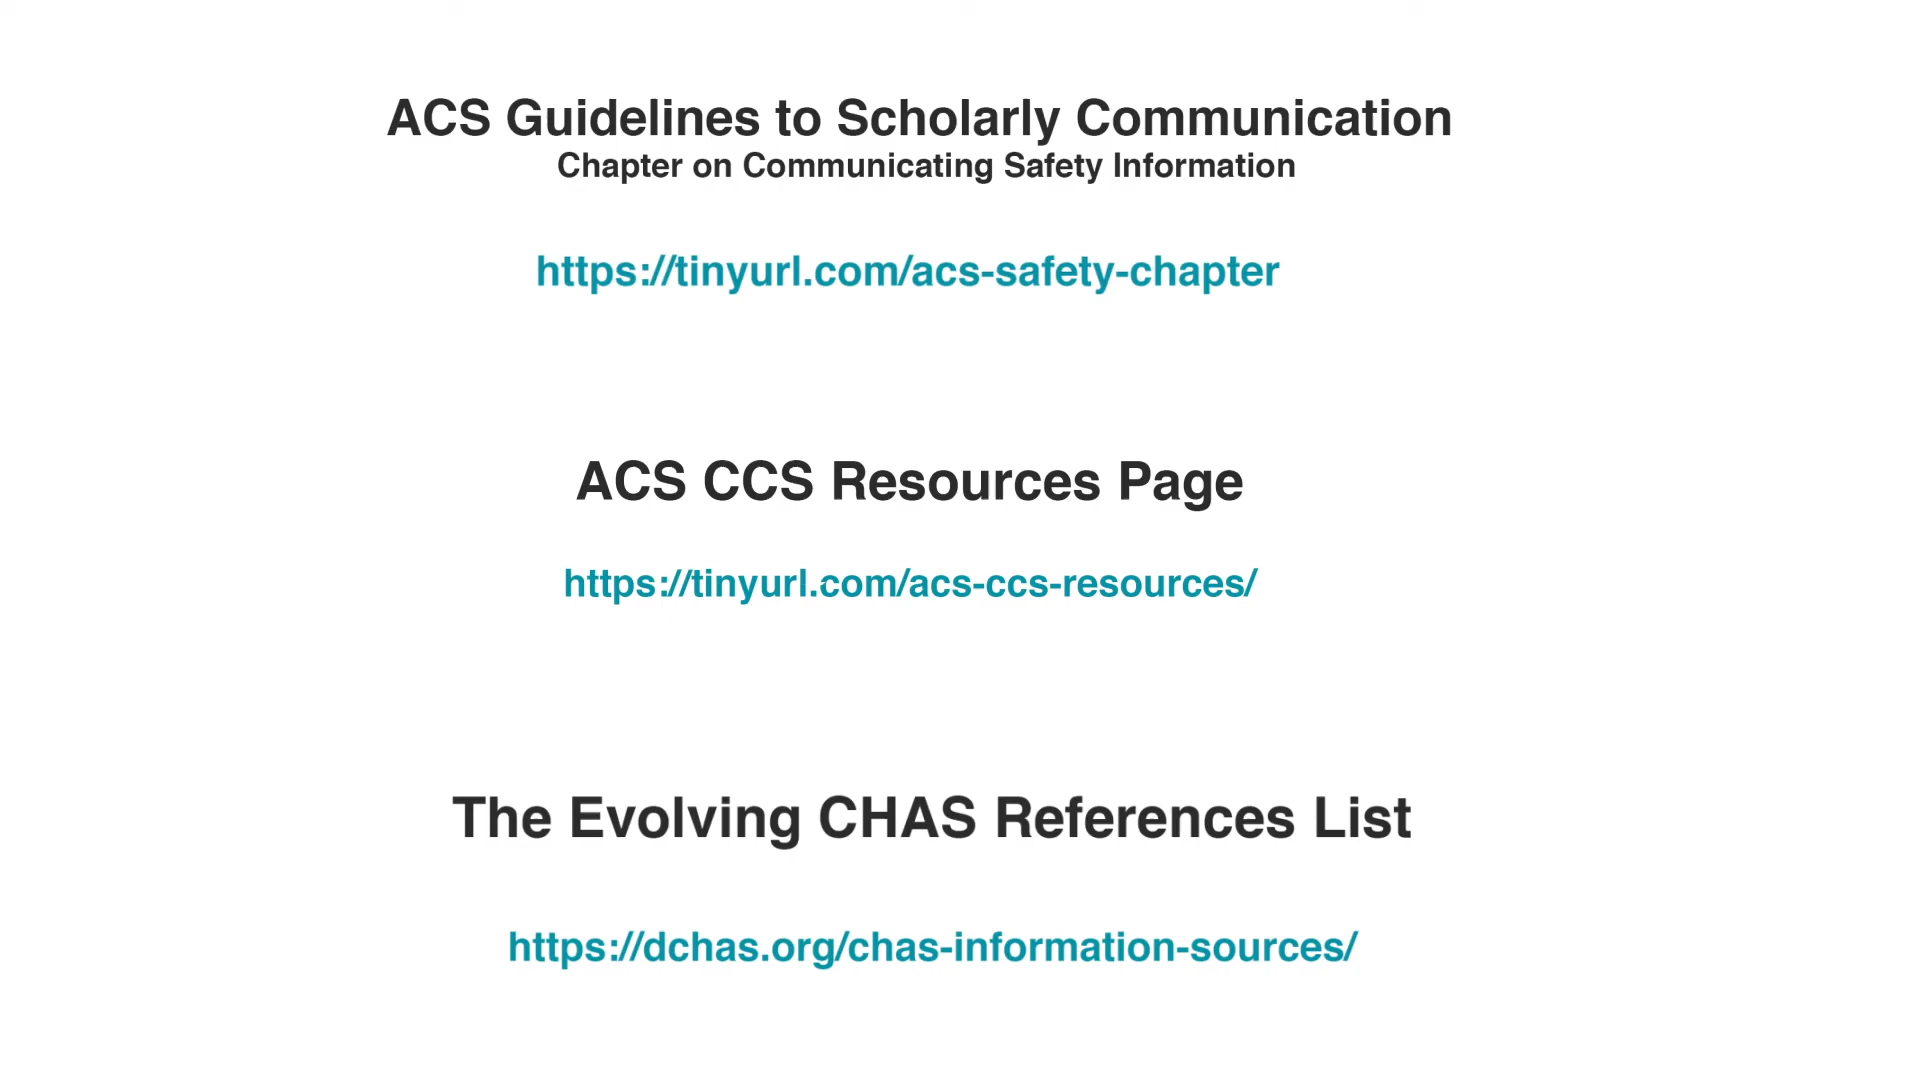 ACS Guidelines to Scholarly Communication
Chapter on Communicating Safety Information
https://tinyurl.com/acs-safety-chapter
ACS CCS Resources Page
https://tinyurl.com/acs-ccs-resources/
The Evolving CHAS References List
https://dchas.org/chas-information-sources/